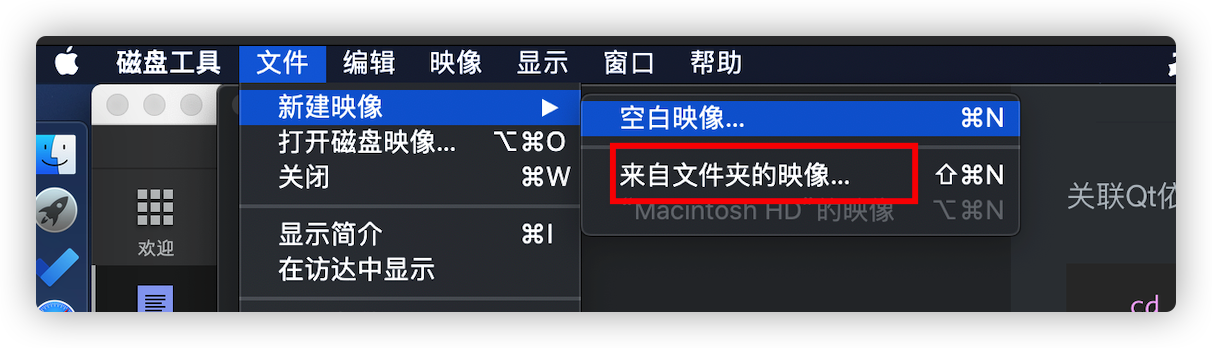 磁盘工具 文件 编辑 映像 显示 窗口 帮助
新建映像 ▶
打开磁盘映像... ⌥⌘O
关闭 ⌘W
显示简介 ⌘I
在访达中显示
空白映像... ⌘N
来自文件夹的映像... ⇧⌘N
"Macintosh HD"的映像 ⌥⌘N
欢迎
关联Qt依
cd